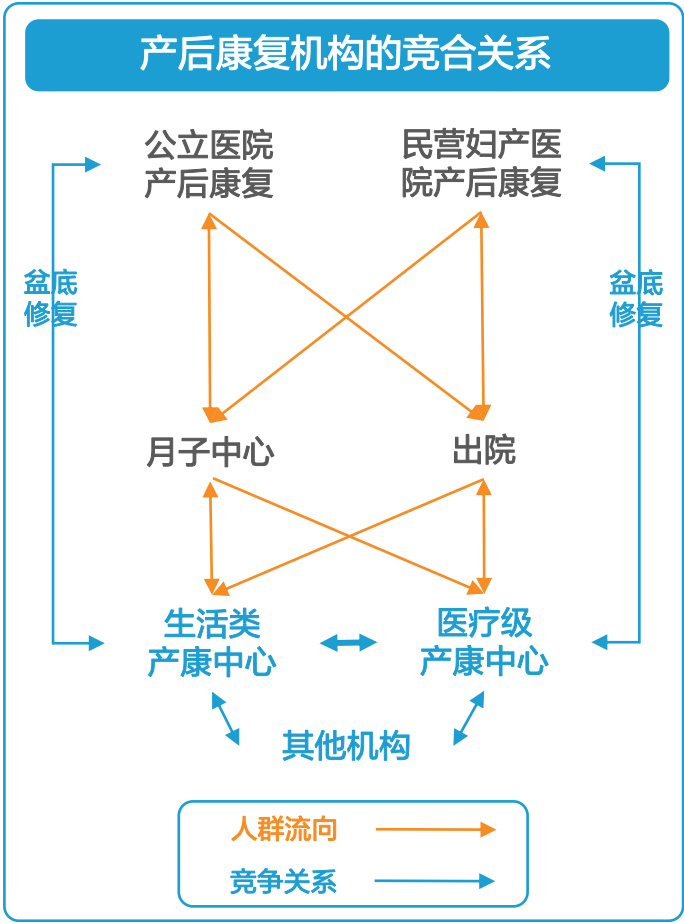 产后康复机构的竞合关系
公立医院
产后康复
民营妇产医
院产后康复
盆底
修复
盆底
修复
月子中心
出院
生活类
产康中心
医疗级
产康中心
其他机构
人群流向
竞争关系